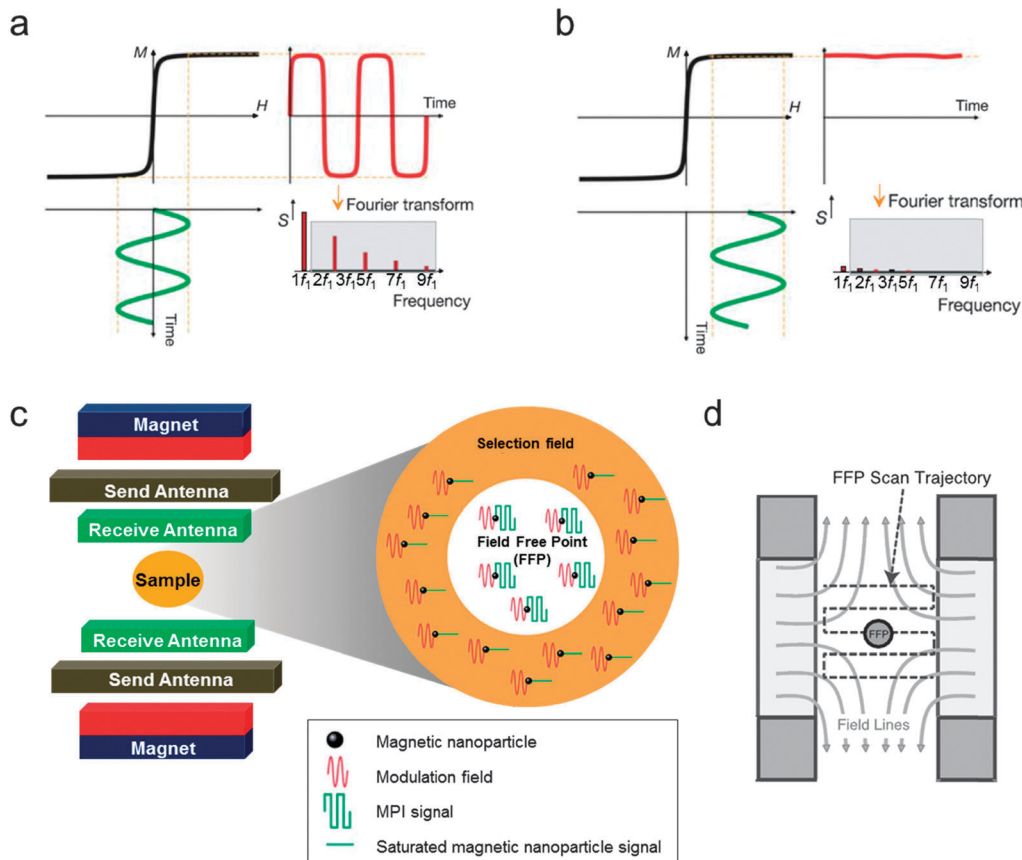 a
M
H
Time
Fourier transform
S
1f₁ 2f₁ 3f₁ 5f₁ 7f₁ 9f₁
Frequency
Time
b
M
H
Time
Fourier transform
S
1f₁ 2f₁ 3f₁ 5f₁ 7f₁ 9f₁
Frequency
Time
c
Magnet
Send Antenna
Receive Antenna
Sample
Receive Antenna
Send Antenna
Magnet
Selection field
Field Free Point
(FFP)
Magnetic nanoparticle
Modulation field
MPI signal
Saturated magnetic nanoparticle signal
d
FFP Scan Trajectory
FFP
Field Lines